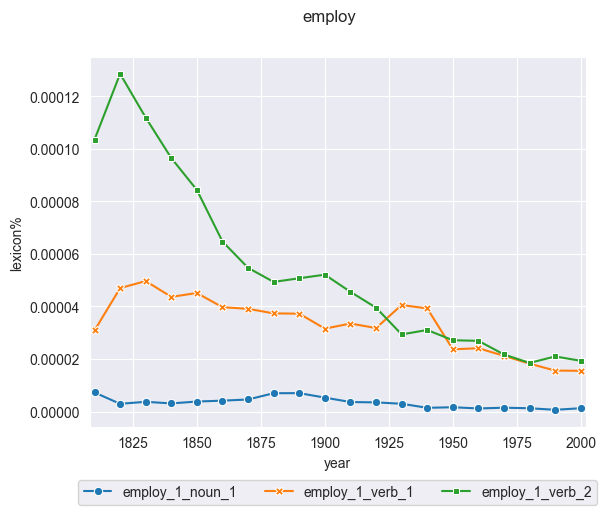 employ
0.00012
0.00010
0.00008
0.00006
0.00004
0.00002
0.00000
lexicon%
1825 1850 1875 1900 1925 1950 1975 2000
year
employ_1_noun_1 employ_1_verb_1 employ_1_verb_2